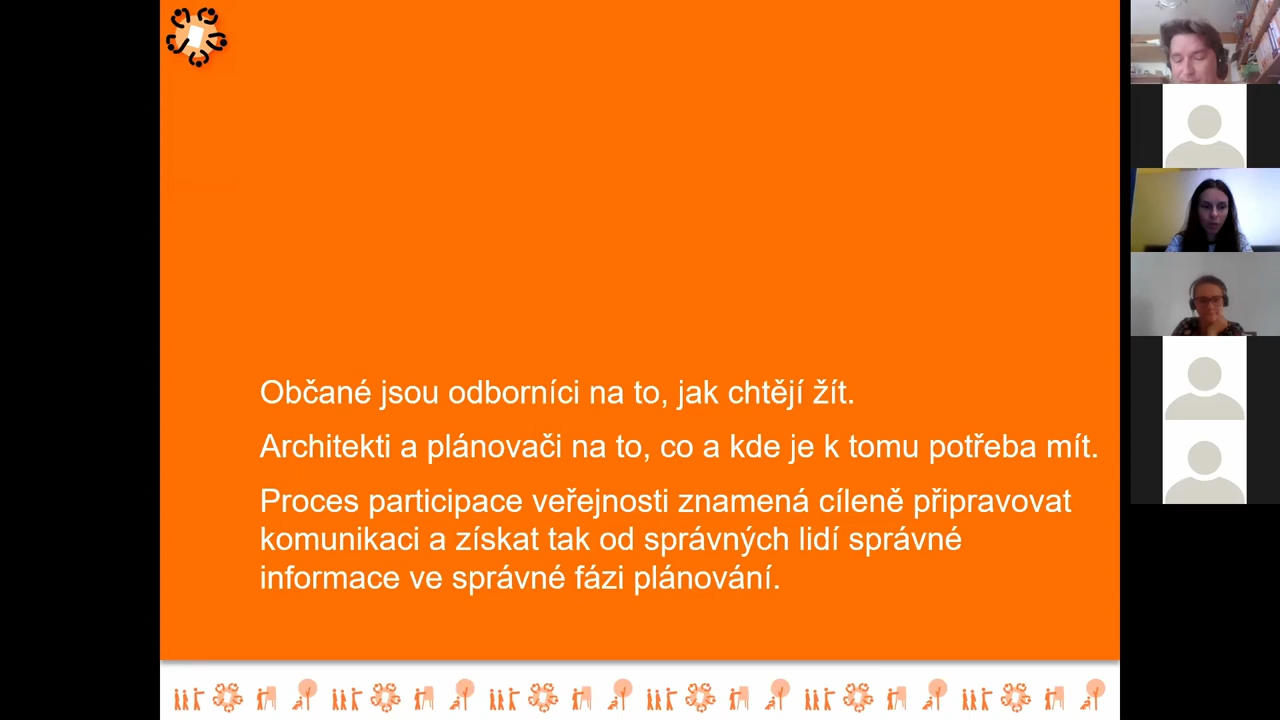 Občané jsou odborníci na to, jak chtějí žít.
Architekti a plánovači na to, co a kde je k tomu potřeba mít.
Proces participace veřejnosti znamená cíleně připravovat
komunikaci a získat tak od správných lidí správné
informace ve správné fázi plánování.